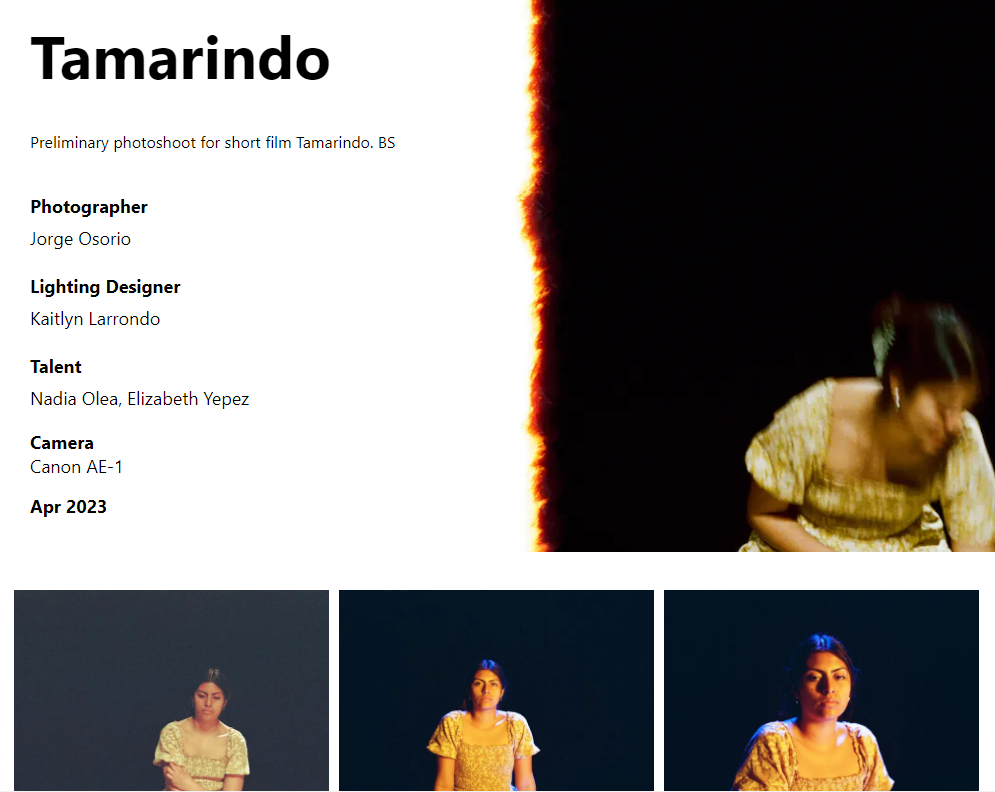 Tamarindo
Preliminary photoshoot for short film Tamarindo. BS
Photographer
Jorge Osorio
Lighting Designer
Kaitlyn Larrondo
Talent
Nadia Olea, Elizabeth Yepez
Camera
Canon AE-1
Apr 2023